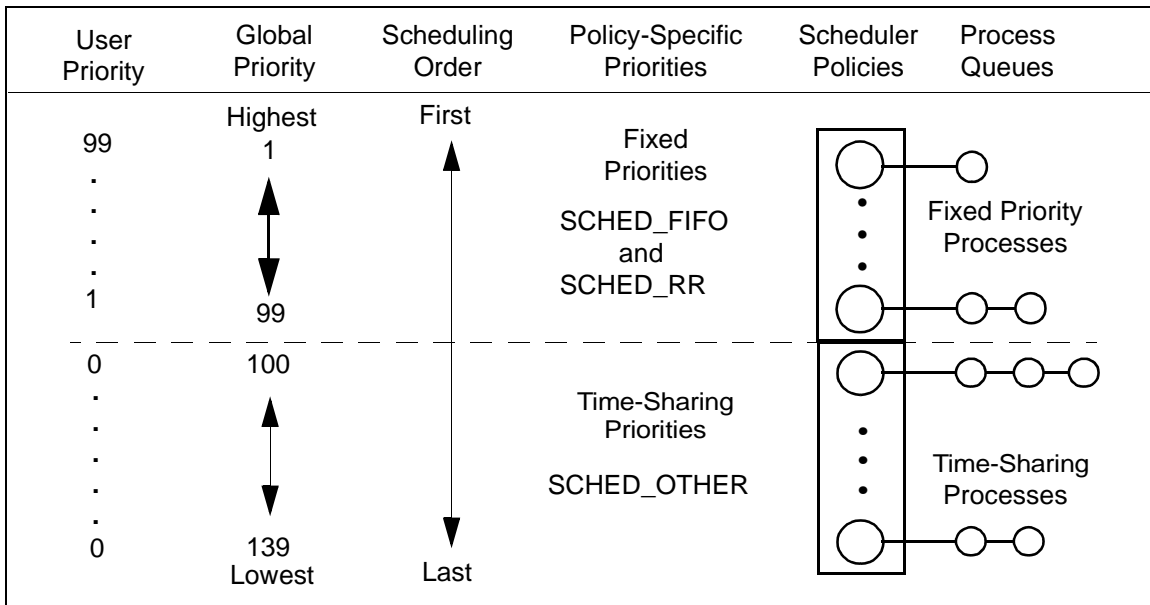 User Priority
Global Priority
Scheduling Order
Policy-Specific Priorities
Scheduler Policies
Process Queues
Highest
First
99
1
Fixed
Priorities
SCHED_FIFO
and
SCHED_RR
Fixed Priority
Processes
1
99
0
100
Time-Sharing
Priorities
SCHED_OTHER
Time-Sharing
Processes
0
139
Lowest
Last